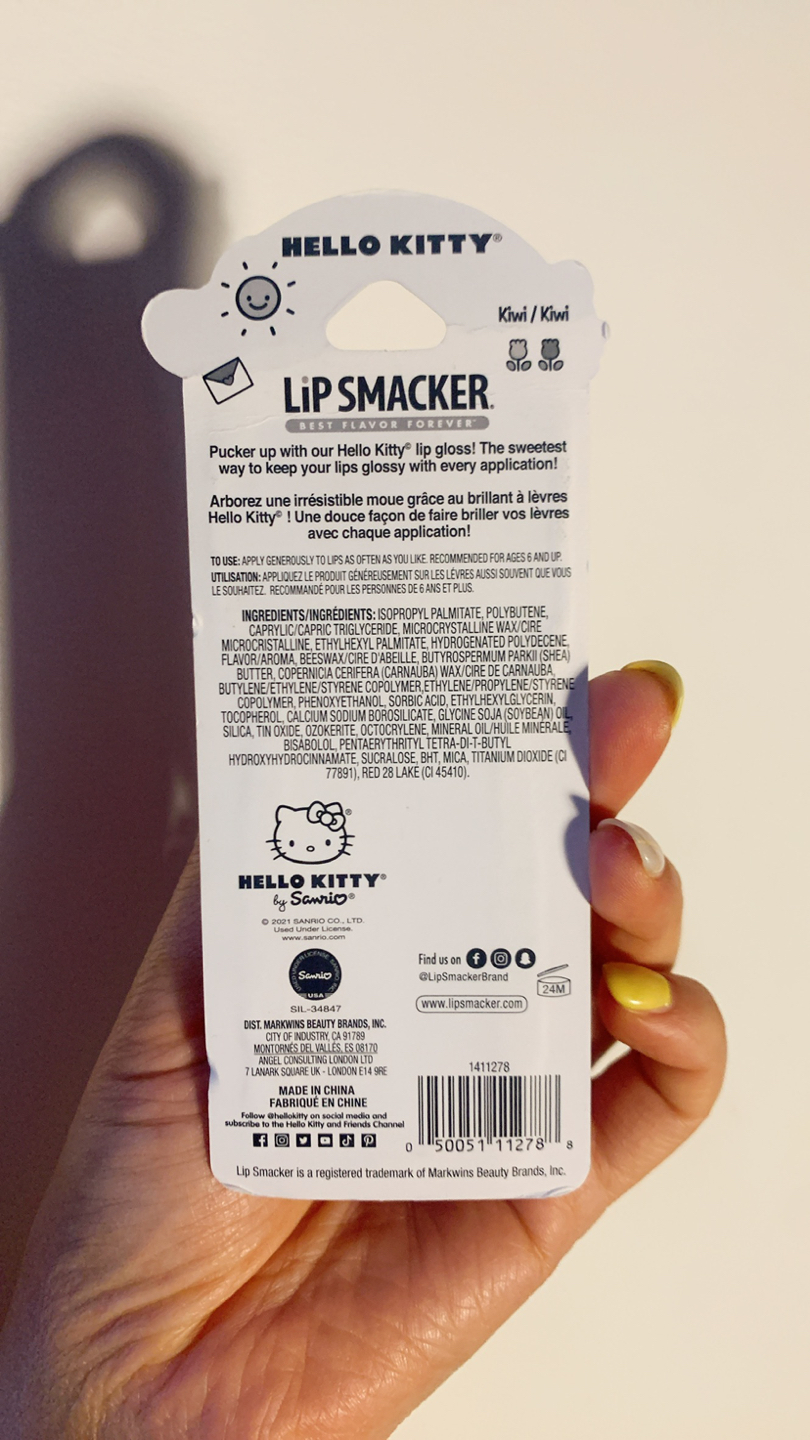 HELLO KITTY®
Kiwi / Kiwi
LiP SMACKER®
BEST FLAVOR FOREVER™
Pucker up with our Hello Kitty® lip gloss! The sweetest
way to keep your lips glossy with every application!
Arborez une irrésistible moue grâce au brillant à lèvres
Hello Kitty® ! Une douce façon de faire briller vos lèvres
avec chaque application!
TO USE: APPLY GENEROUSLY TO LIPS AS OFTEN AS YOU LIKE. RECOMMENDED FOR AGES 6 AND UP.
UTILISATION: APPLIQUEZ LE PRODUIT GÉNÉREUSEMENT SUR LES LÈVRES AUSSI SOUVENT QUE VOUS
LE SOUHAITEZ. RECOMMANDÉ POUR LES PERSONNES DE 6 ANS ET PLUS.
INGREDIENTS/INGRÉDIENTS: ISOPROPYL PALMITATE, POLYBUTENE,
CAPRYLIC/CAPRIC TRIGLYCERIDE, MICROCRYSTALLINE WAX/CIRE
MICROCRISTALLINE, ETHYLHEXYL PALMITATE, HYDROGENATED POLYDECENE,
FLAVOR/AROMA, BEESWAX/CIRE D'ABEILLE, BUTYROSPERMUM PARKII (SHEA)
BUTTER, COPERNICIA CERIFERA (CARNAUBA) WAX/CIRE DE CARNAUBA,
BUTYLENE/ETHYLENE/STYRENE COPOLYMER,ETHYLENE/PROPYLENE/STYRENE
COPOLYMER, PHENOXYETHANOL, SORBIC ACID, ETHYLHEXYLGLYCERIN,
TOCOPHEROL, CALCIUM SODIUM BOROSILICATE, GLYCINE SOJA (SOYBEAN) OIL,
SILICA, TIN OXIDE, OZOKERITE, OCTOCRYLENE, MINERAL OIL/HUILE MINÉRALE,
BISABOLOL, PENTAERYTHRITYL TETRA-DI-T-BUTYL
HYDROXYHYDROCINNAMATE, SUCRALOSE, BHT, MICA, TITANIUM DIOXIDE (CI
77891), RED 28 LAKE (CI 45410).
HELLO KITTY®
by Sanrio®
© 2021 SANRIO CO., LTD.
Used Under License.
www.sanrio.com
USED UNDER LICENSE SANRIO
Sanrio
USA
SIL-34847
DIST. MARKWINS BEAUTY BRANDS, INC.
CITY OF INDUSTRY, CA 91789
MONTORNÉS DEL VALLÉS, ES 08170
ANGEL CONSULTING LONDON LTD
7 LANARK SQUARE UK - LONDON E14 9RE
MADE IN CHINA
FABRIQUÉ EN CHINE
Follow @hellokitty on social media and
subscribe to the Hello Kitty and Friends Channel
Find us on
@LipSmackerBrand
24M
www.lipsmacker.com
1411278
0 50051 11278 8
Lip Smacker is a registered trademark of Markwins Beauty Brands, Inc.